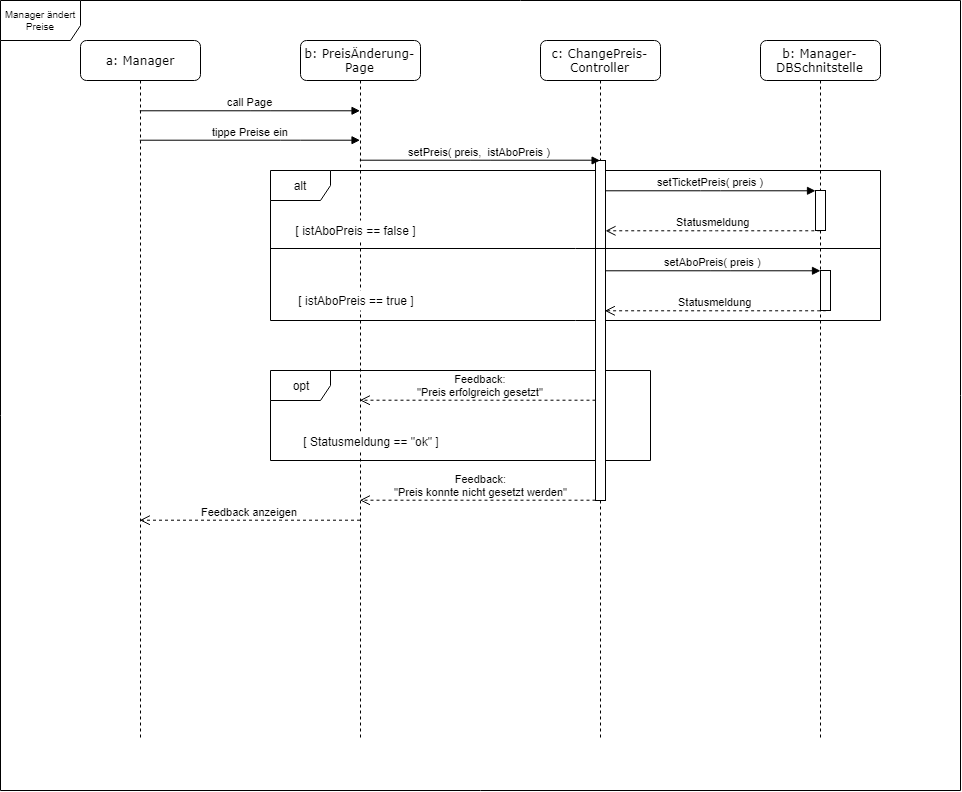 Manager ändert
Preise
a: Manager
b: PreisÄnderung-
Page
c: ChangePreis-
Controller
b: Manager-
DBSchnitstelle
call Page
tippe Preise ein
setPreis( preis,  istAboPreis )
alt
setTicketPreis( preis )
Statusmeldung
[ istAboPreis == false ]
setAboPreis( preis )
[ istAboPreis == true ]
Statusmeldung
opt
Feedback:
"Preis erfolgreich gesetzt"
[ Statusmeldung == "ok" ]
Feedback:
"Preis konnte nicht gesetzt werden"
Feedback anzeigen